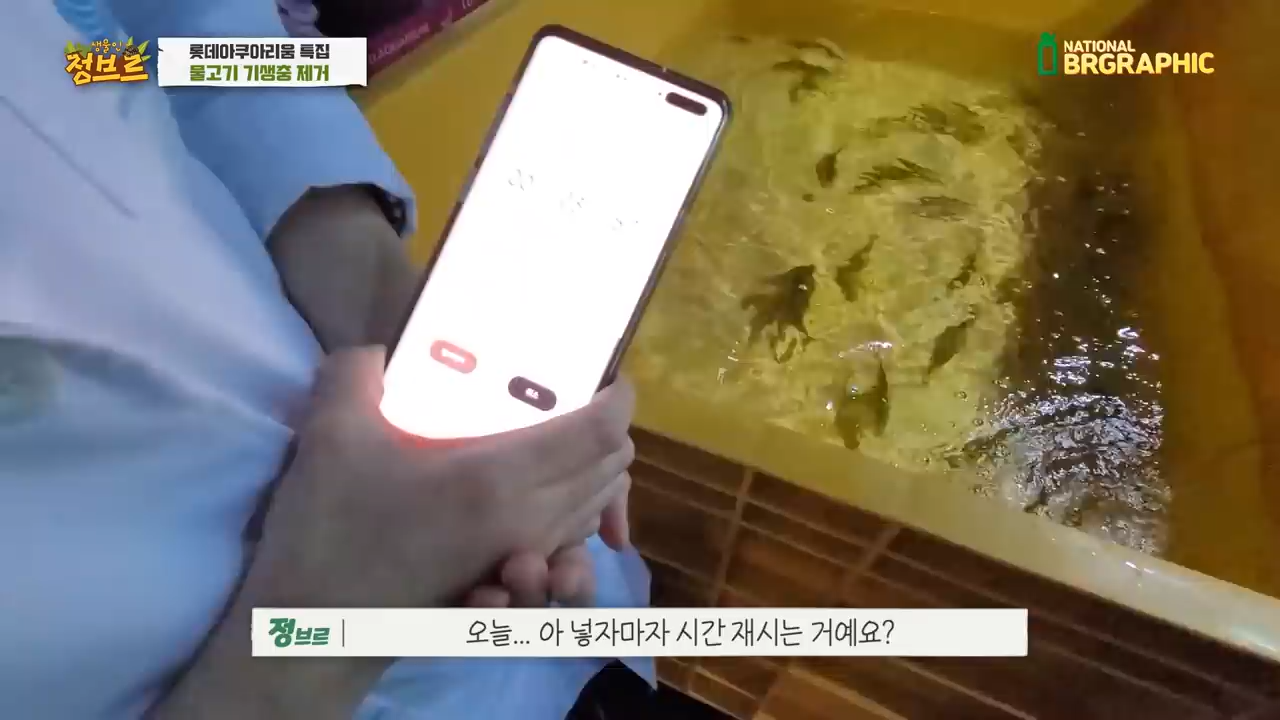 생물인
정브르
롯데아쿠아리움 특집
물고기 기생충 제거
NATIONAL
BRGRAPHIC
정브르 | 오늘... 아 넣자마자 시간 재시는 거예요?